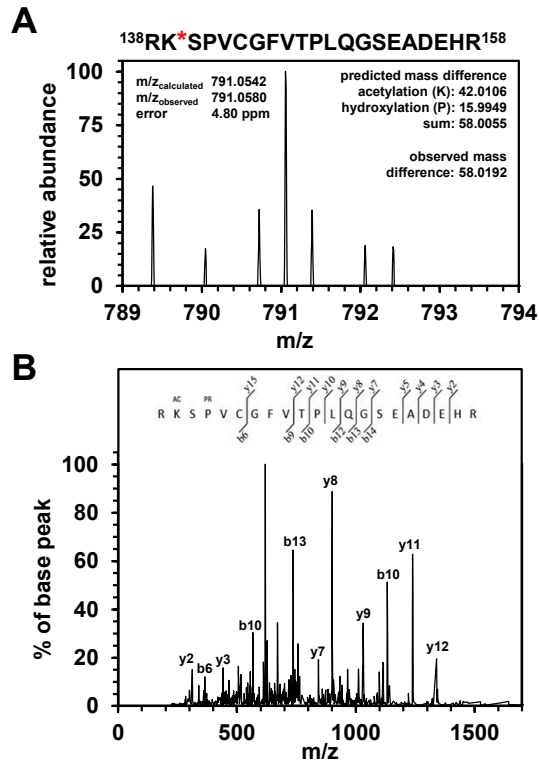 A
¹³⁸RK*SPVCGFVTPLQGSEADEHR¹⁵⁸
m/z calculated 791.0542
m/z observed 791.0580
error 4.80 ppm
predicted mass difference
acetylation (K): 42.0106
hydroxylation (P): 15.9949
sum: 58.0055
observed mass
difference: 58.0192
relative abundance
100
75
50
25
0
789 790 791 792 793 794
m/z
B
y15 y12 y11 y10 y9 y8 y7 y5 y4 y3 y2
AC PR
R K S P V C G F V T P L Q G S E A D E H R
b6 b9 b10 b12 b13 b14
% of base peak
100
80
60
40
20
0
y2 b6 y3 b10 b13 y7 y8 y9 b10 y11 y12
0 500 1000 1500
m/z